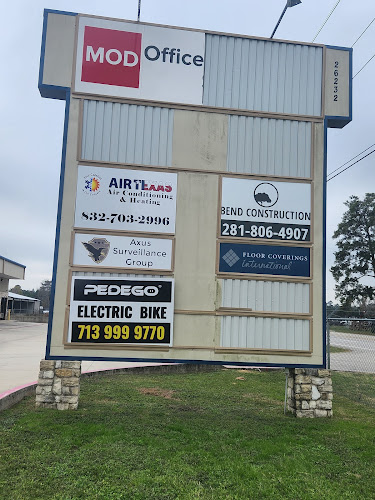 MOD Office
26232
AIRTEAMS
Air Conditioning
& Heating
832-703-2996
BEND CONSTRUCTION
281-806-4907
Axus
Surveillance
Group
FLOOR COVERINGS
International
PEDEGO
ELECTRIC BIKE
713 999 9770